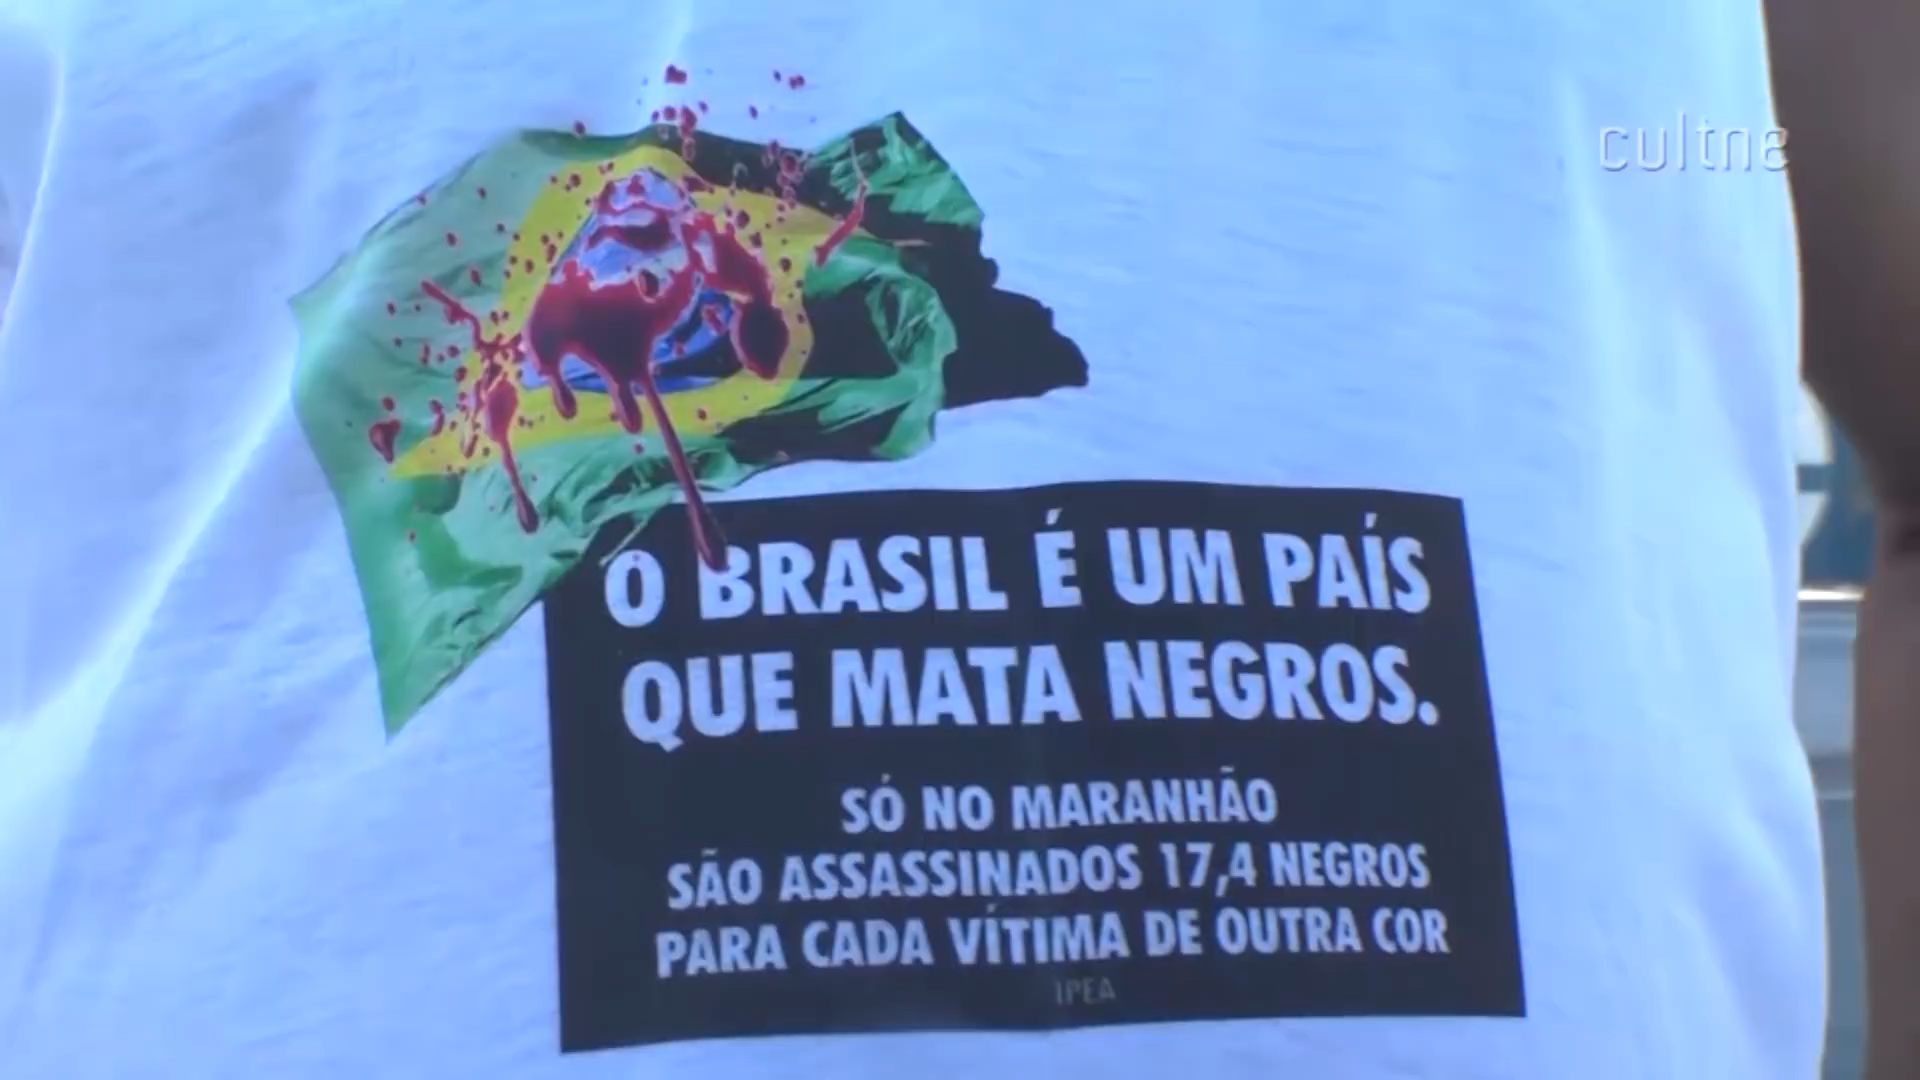 cultne
O BRASIL É UM PAÍS
QUE MATA NEGROS.
SÓ NO MARANHÃO
SÃO ASSASSINADOS 17,4 NEGROS
PARA CADA VÍTIMA DE OUTRA COR
IPEA